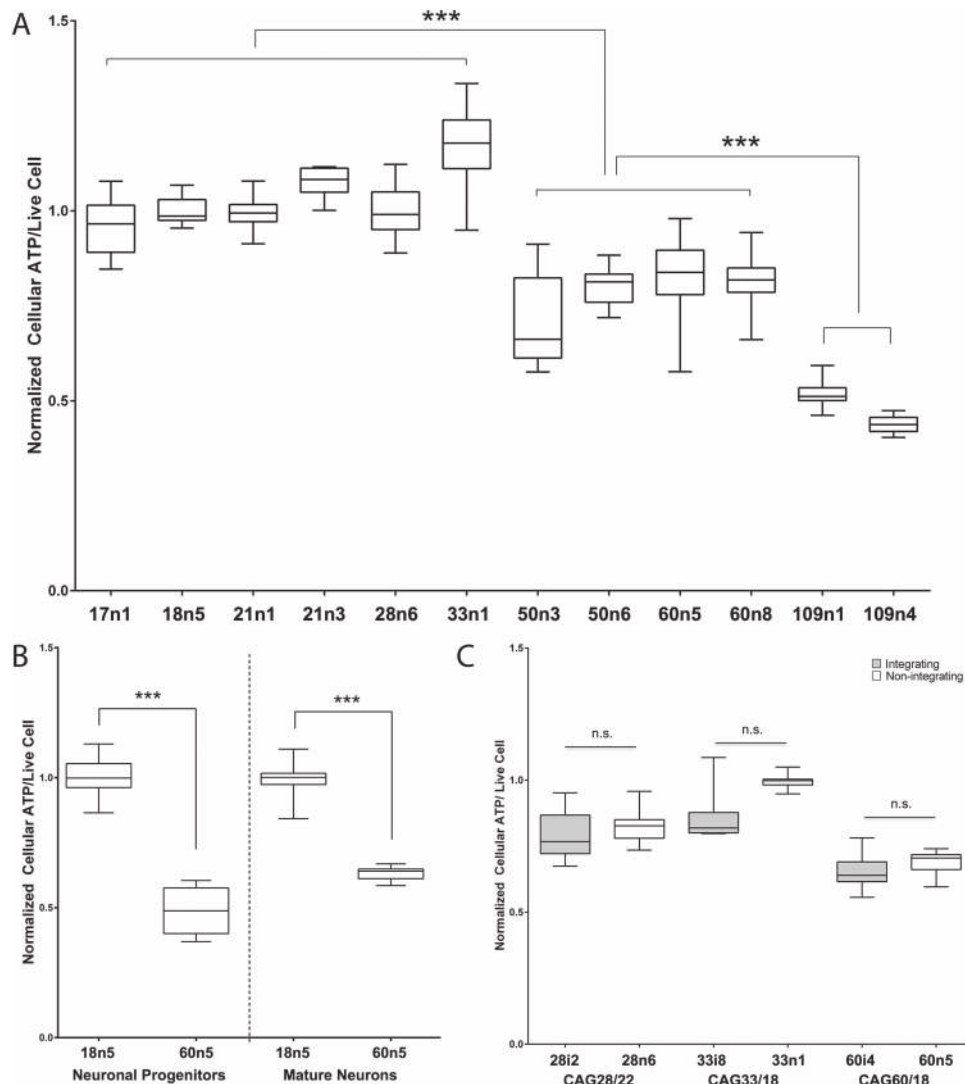 A
Normalized Cellular ATP/Live Cell
1.5
1.0
0.5
0.0
***
***
17n1 18n5 21n1 21n3 28n6 33n1 50n3 50n6 60n5 60n8 109n1 109n4
B
Normalized Cellular ATP/Live Cell
1.5
1.0
0.5
0.0
***
***
18n5 60n5 18n5 60n5
Neuronal Progenitors Mature Neurons
C
Normalized Cellular ATP/ Live Cell
1.5
1.0
0.5
0.0
Integrating
Non-integrating
n.s.
n.s.
n.s.
28i2 28n6 33i8 33n1 60i4 60n5
CAG28/22 CAG33/18 CAG60/18